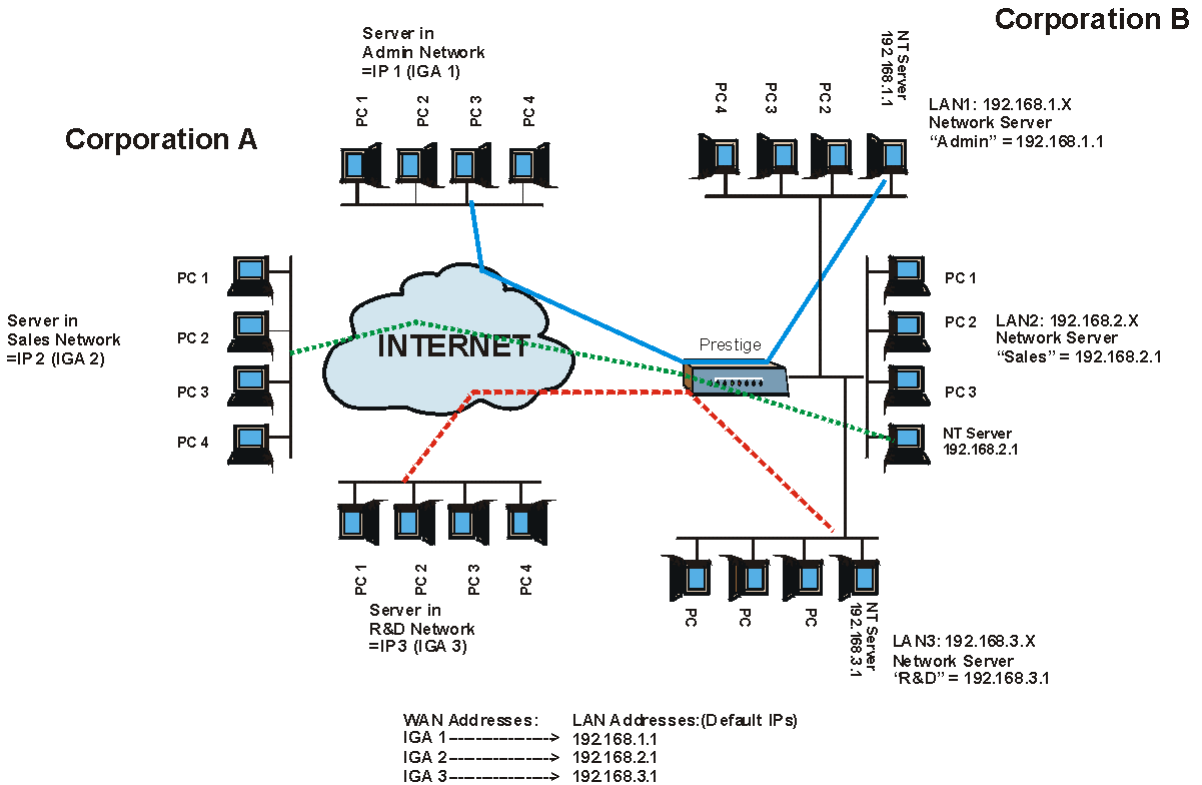 Corporation B
Server in
Admin Network
=IP1 (IGA 1)
NT Server
192.168.1.1
PC 1
PC 2
PC 3
PC 4
PC 4
PC 3
PC 2
LAN1: 192.168.1.X
Network Server
“Admin” = 192.168.1.1
Corporation A
PC 1
PC 2
PC 3
PC 4
Server in
Sales Network
=IP2 (IGA 2)
INTERNET
Prestige
PC 1
PC 2
PC 3
NT Server
192.168.2.1
LAN2: 192.168.2.X
Network Server
“Sales” = 192.168.2.1
PC 1
PC 2
PC 3
PC 4
Server in
R&D Network
=IP3 (IGA 3)
PC
PC
PC
NT Server
192.168.3.1
LAN3: 192.168.3.X
Network Server
“R&D” = 192.168.3.1
WAN Addresses: LAN Addresses:(Default IPs)
IGA 1-----------------> 192.168.1.1
IGA 2-----------------> 192.168.2.1
IGA 3-----------------> 192.168.3.1